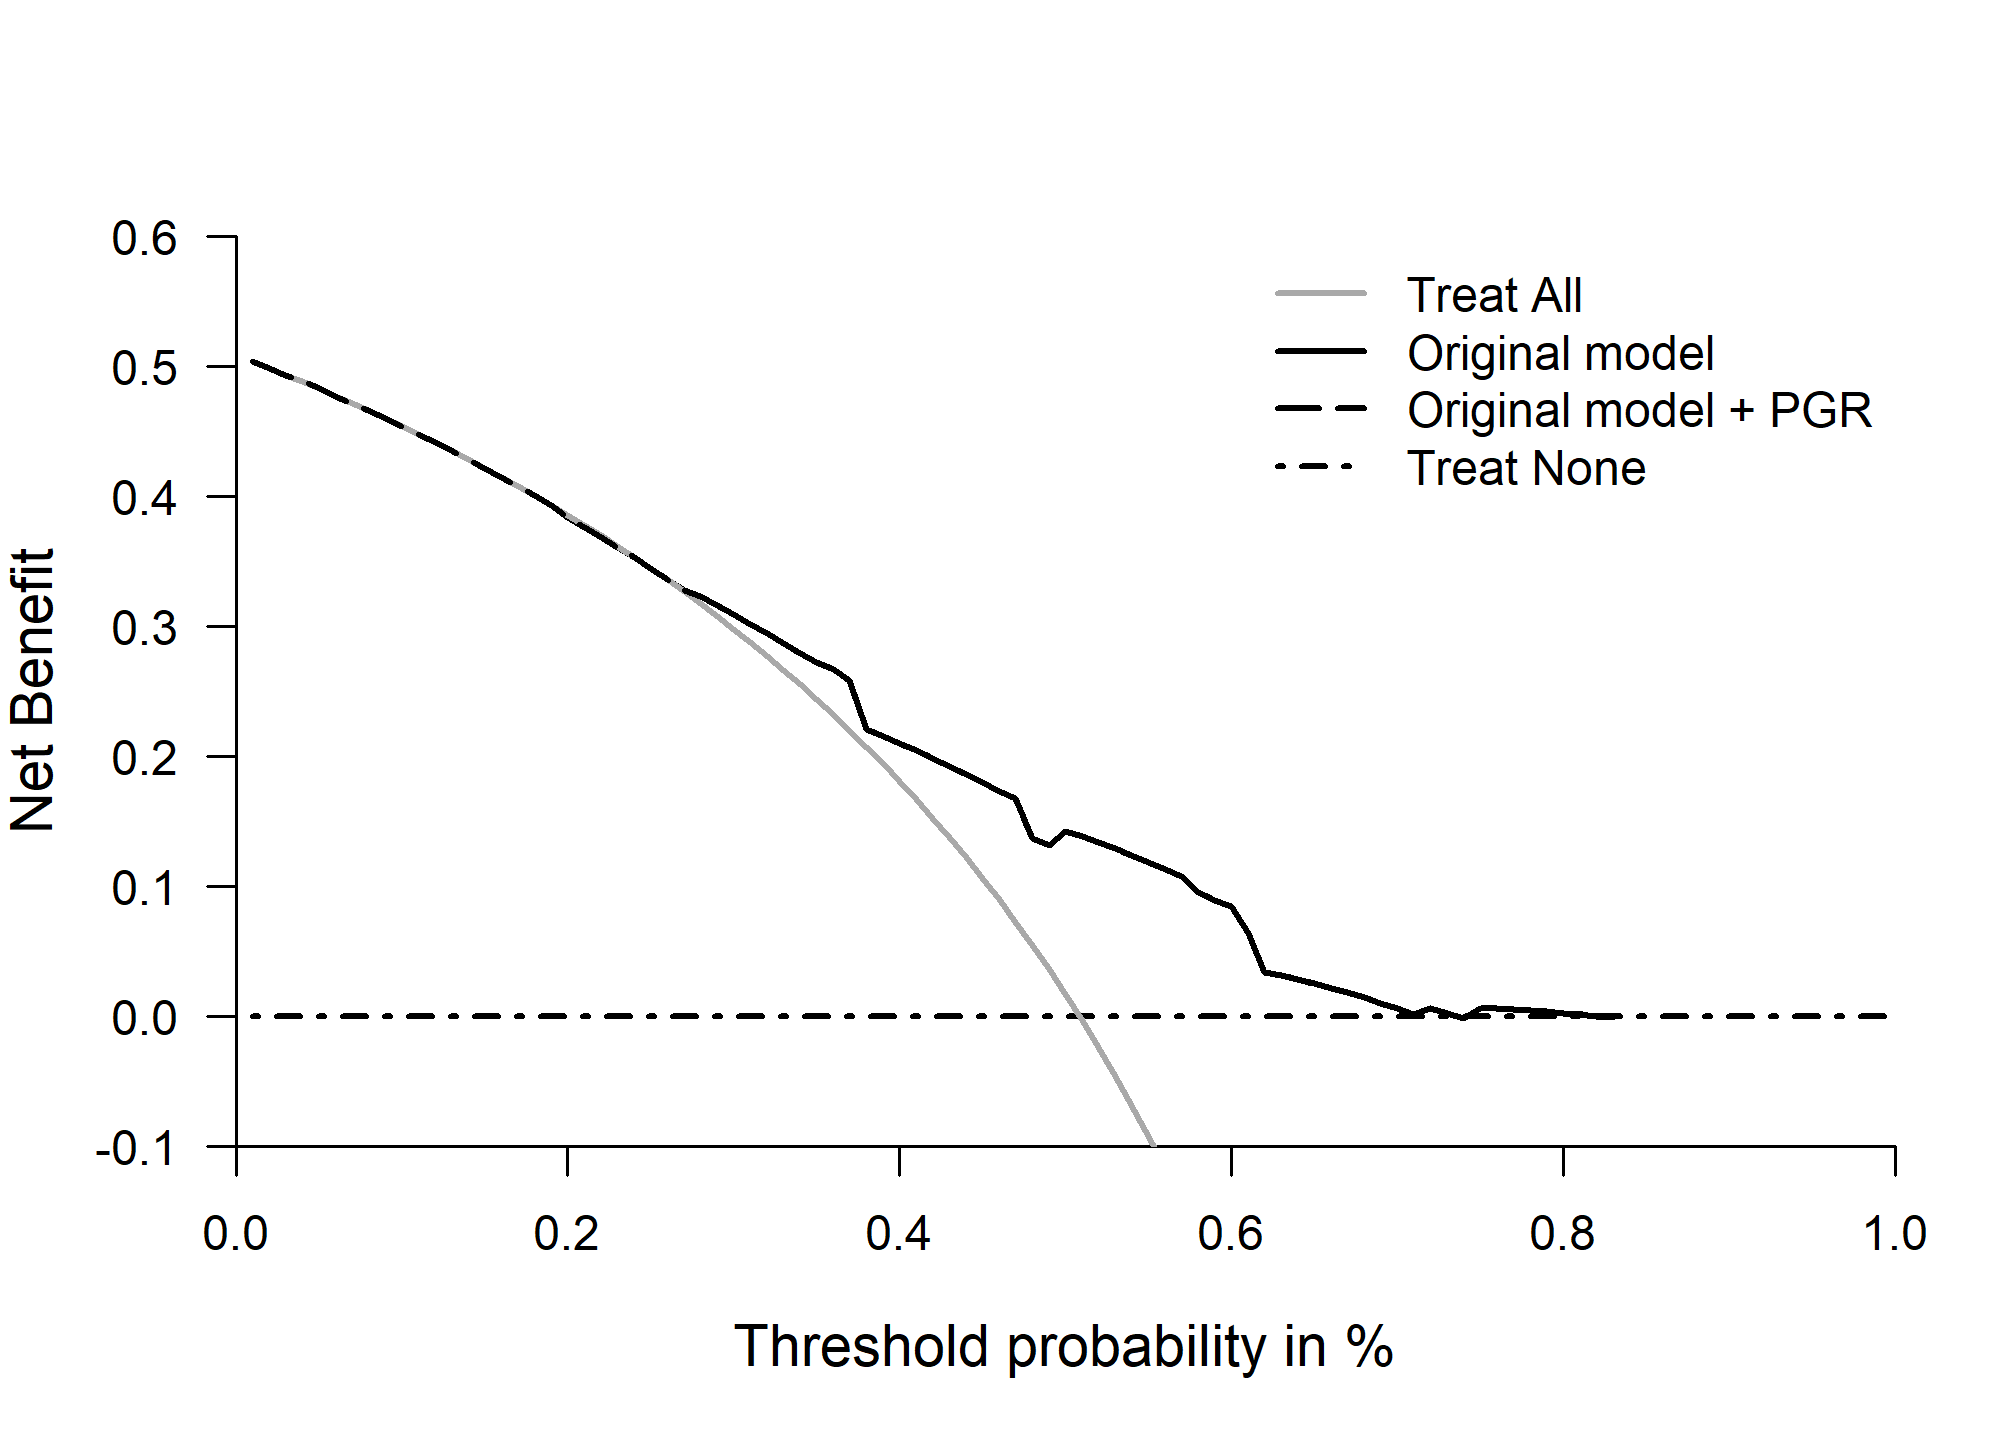 Net Benefit
0.6
0.5
0.4
0.3
0.2
0.1
0.0
-0.1
Treat All
Original model
Original model + PGR
Treat None
0.0 0.2 0.4 0.6 0.8 1.0
Threshold probability in %